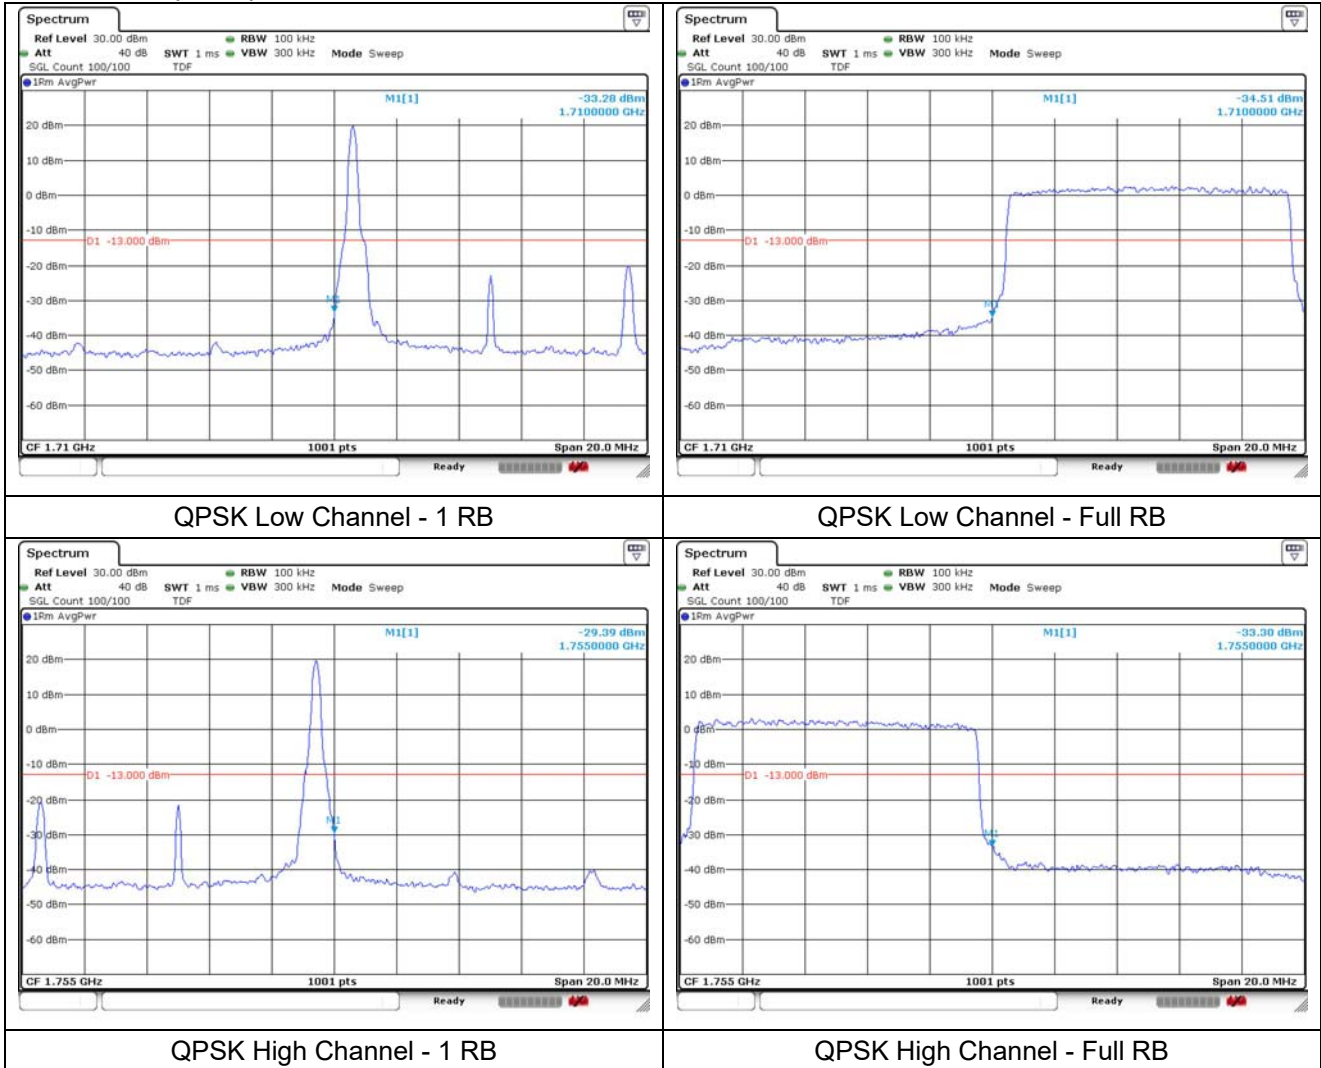 Spectrum
Ref Level 30.00 dBm RBW 100 kHz
Att 40 dB SWT 1 ms VBW 300 kHz Mode Sweep
SGL Count 100/100 TDF
1Rm AvgPwr
M1[1] -33.28 dBm
1.7100000 GHz
20 dBm
10 dBm
0 dBm
-10 dBm
D1 -13.000 dBm
-20 dBm
-30 dBm
M1
-40 dBm
-50 dBm
-60 dBm
CF 1.71 GHz 1001 pts Span 20.0 MHz
Ready
QPSK Low Channel - 1 RB
Spectrum
Ref Level 30.00 dBm RBW 100 kHz
Att 40 dB SWT 1 ms VBW 300 kHz Mode Sweep
SGL Count 100/100 TDF
1Rm AvgPwr
M1[1] -34.51 dBm
1.7100000 GHz
20 dBm
10 dBm
0 dBm
-10 dBm
D1 -13.000 dBm
-20 dBm
-30 dBm
M1
-40 dBm
-50 dBm
-60 dBm
CF 1.71 GHz 1001 pts Span 20.0 MHz
Ready
QPSK Low Channel - Full RB
Spectrum
Ref Level 30.00 dBm RBW 100 kHz
Att 40 dB SWT 1 ms VBW 300 kHz Mode Sweep
SGL Count 100/100 TDF
1Rm AvgPwr
M1[1] -29.39 dBm
1.7550000 GHz
20 dBm
10 dBm
0 dBm
-10 dBm
D1 -13.000 dBm
-20 dBm
M1
-30 dBm
-40 dBm
-50 dBm
-60 dBm
CF 1.755 GHz 1001 pts Span 20.0 MHz
Ready
QPSK High Channel - 1 RB
Spectrum
Ref Level 30.00 dBm RBW 100 kHz
Att 40 dB SWT 1 ms VBW 300 kHz Mode Sweep
SGL Count 100/100 TDF
1Rm AvgPwr
M1[1] -33.30 dBm
1.7550000 GHz
20 dBm
10 dBm
0 dBm
-10 dBm
D1 -13.000 dBm
-20 dBm
-30 dBm
M1
-40 dBm
-50 dBm
-60 dBm
CF 1.755 GHz 1001 pts Span 20.0 MHz
Ready
QPSK High Channel - Full RB